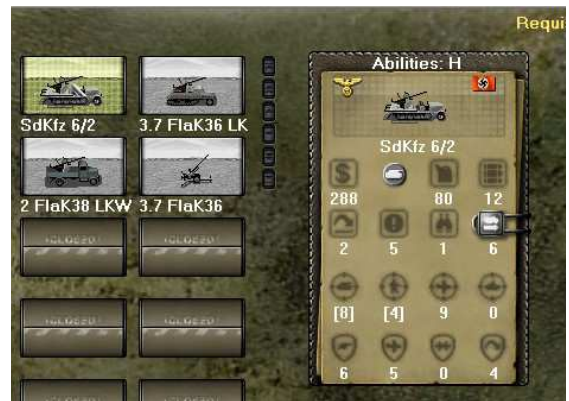 Requi
Abilities: H
SdKfz 6/2
3.7 FlaK36 LK
SdKfz 6/2
2 FlaK38 LKW
3.7 FlaK36
288
80
12
2
5
1
6
[8]
[4]
9
0
6
5
0
4